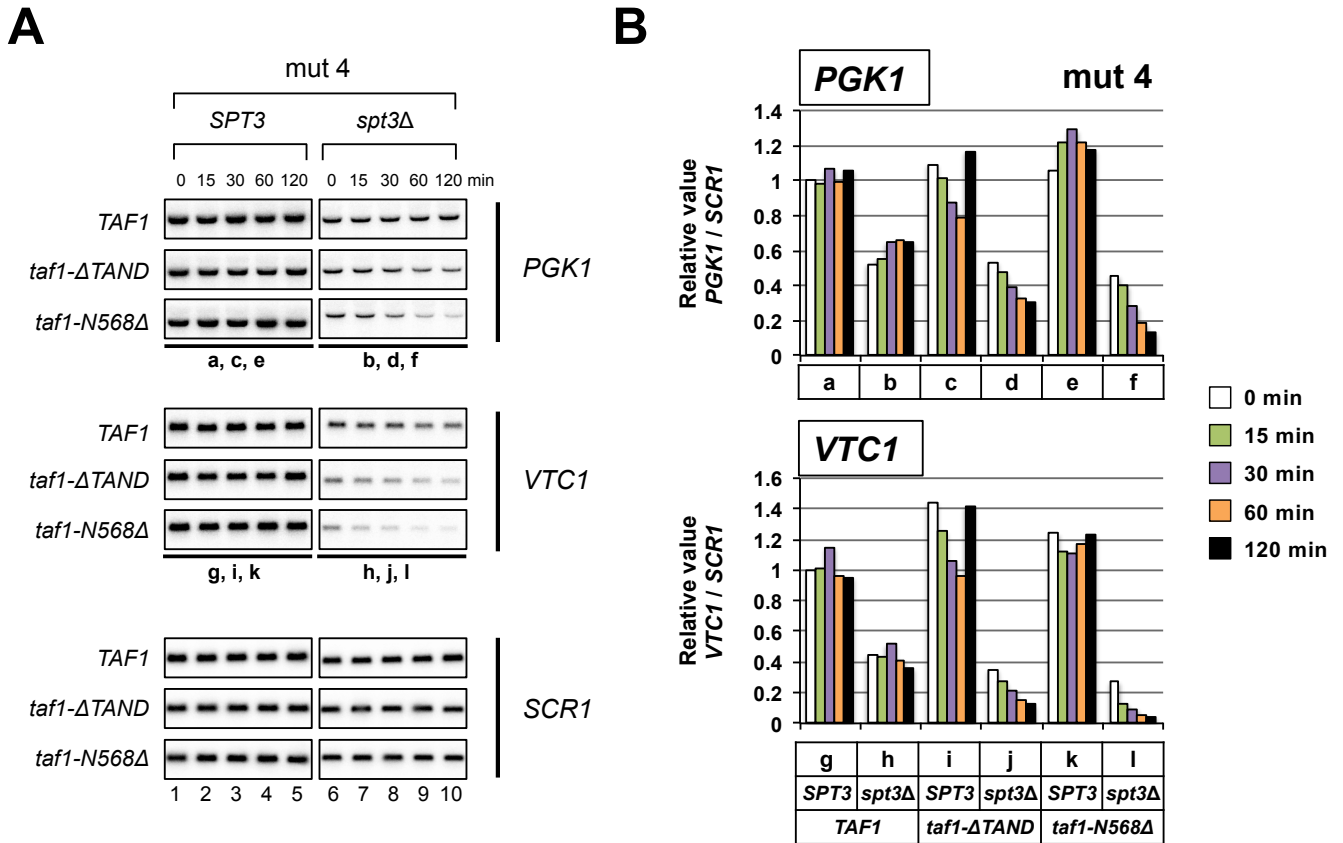 A
mut 4
SPT3 spt3Δ
0 15 30 60 120 0 15 30 60 120 min
TAF1
taf1-ΔTAND
taf1-N568Δ
PGK1
a, c, e b, d, f
TAF1
taf1-ΔTAND
taf1-N568Δ
VTC1
g, i, k h, j, l
TAF1
taf1-ΔTAND
taf1-N568Δ
SCR1
1 2 3 4 5 6 7 8 9 10
B
PGK1 mut 4
Relative value
PGK1 / SCR1
1.4
1.2
1
0.8
0.6
0.4
0.2
0
a b c d e f
VTC1
Relative value
VTC1 / SCR1
1.6
1.4
1.2
1
0.8
0.6
0.4
0.2
0
g h i j k l
SPT3 spt3Δ SPT3 spt3Δ SPT3 spt3Δ
TAF1 taf1-ΔTAND taf1-N568Δ
0 min
15 min
30 min
60 min
120 min